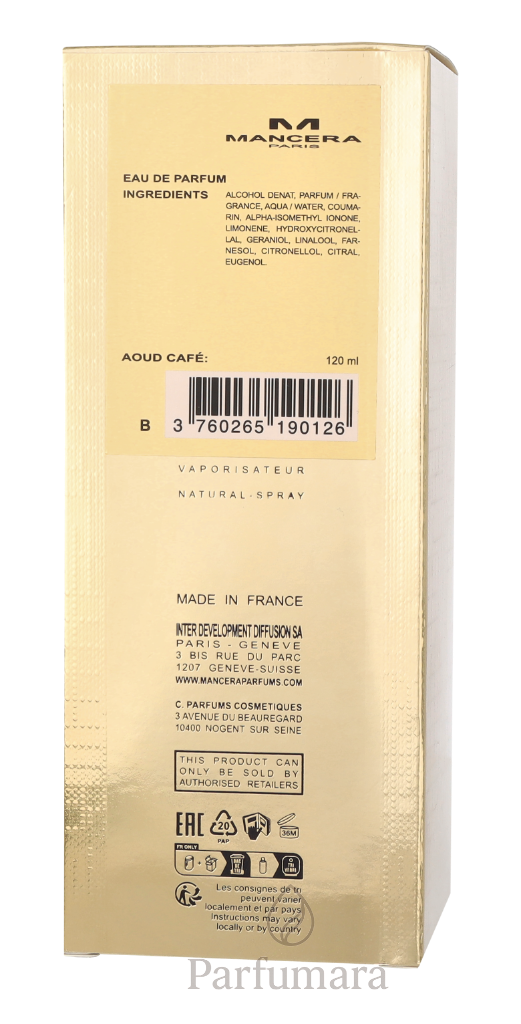 MANCERA
PARIS
EAU DE PARFUM
INGREDIENTS
ALCOHOL DENAT, PARFUM / FRA-
GRANCE, AQUA / WATER, COUMA-
RIN, ALPHA-ISOMETHYL IONONE,
LIMONENE, HYDROXYCITRONEL-
LAL, GERANIOL, LINALOOL, FAR-
NESOL, CITRONELLOL, CITRAL,
EUGENOL.
AOUD CAFÉ: 120 ml
B 3 760265 190126
VAPORISATEUR
NATURAL-SPRAY
MADE IN FRANCE
INTER DEVELOPMENT DIFFUSION SA
PARIS - GENEVE
3 BIS RUE DU PARC
1207 GENEVE-SUISSE
WWW.MANCERAPARFUMS.COM
C. PARFUMS COSMETIQUES
3 AVENUE DU BEAUREGARD
10400 NOGENT SUR SEINE
THIS PRODUCT CAN
ONLY BE SOLD BY
AUTHORISED RETAILERS
EAC 20 36M
PAP
FR ONLY
Les consignes de tri
peuvent varier
localement et par pays
Instructions may vary
locally or by country
Parfumara